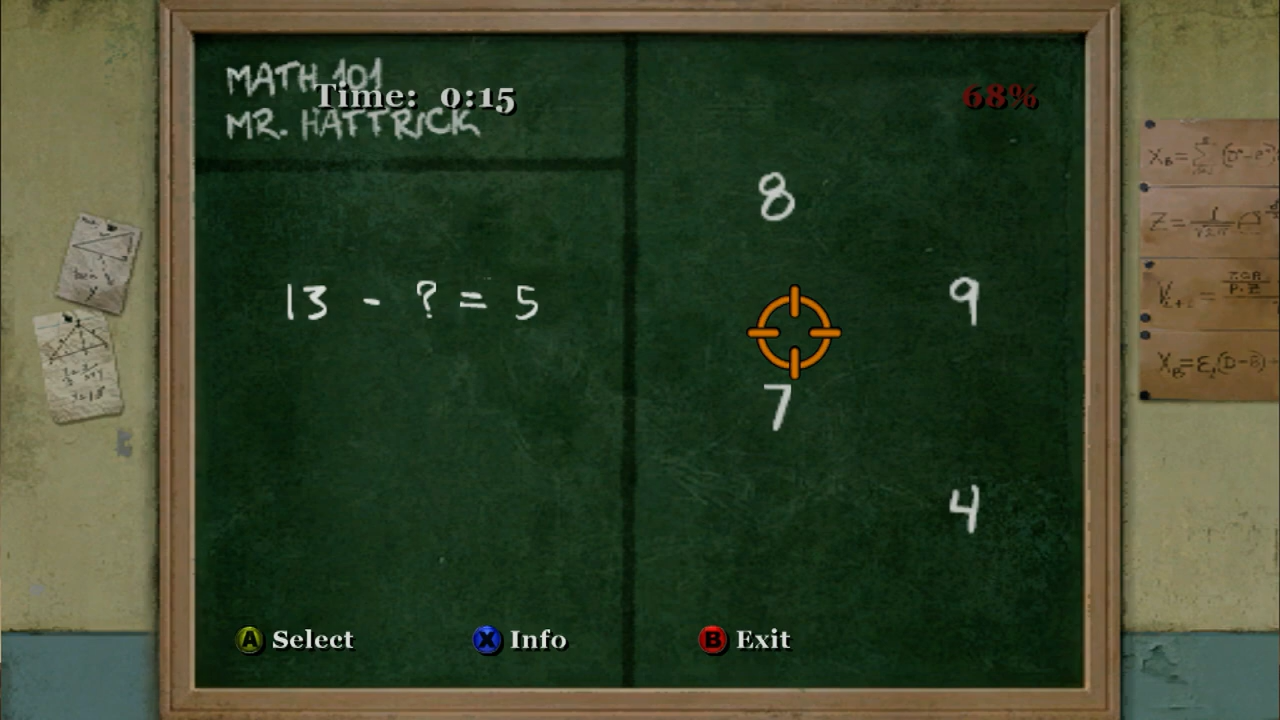 MATH 101
Time: 0:15
68%
MR. HATTRICK
8
13 - ? = 5
9
7
4
A Select
X Info
B Exit